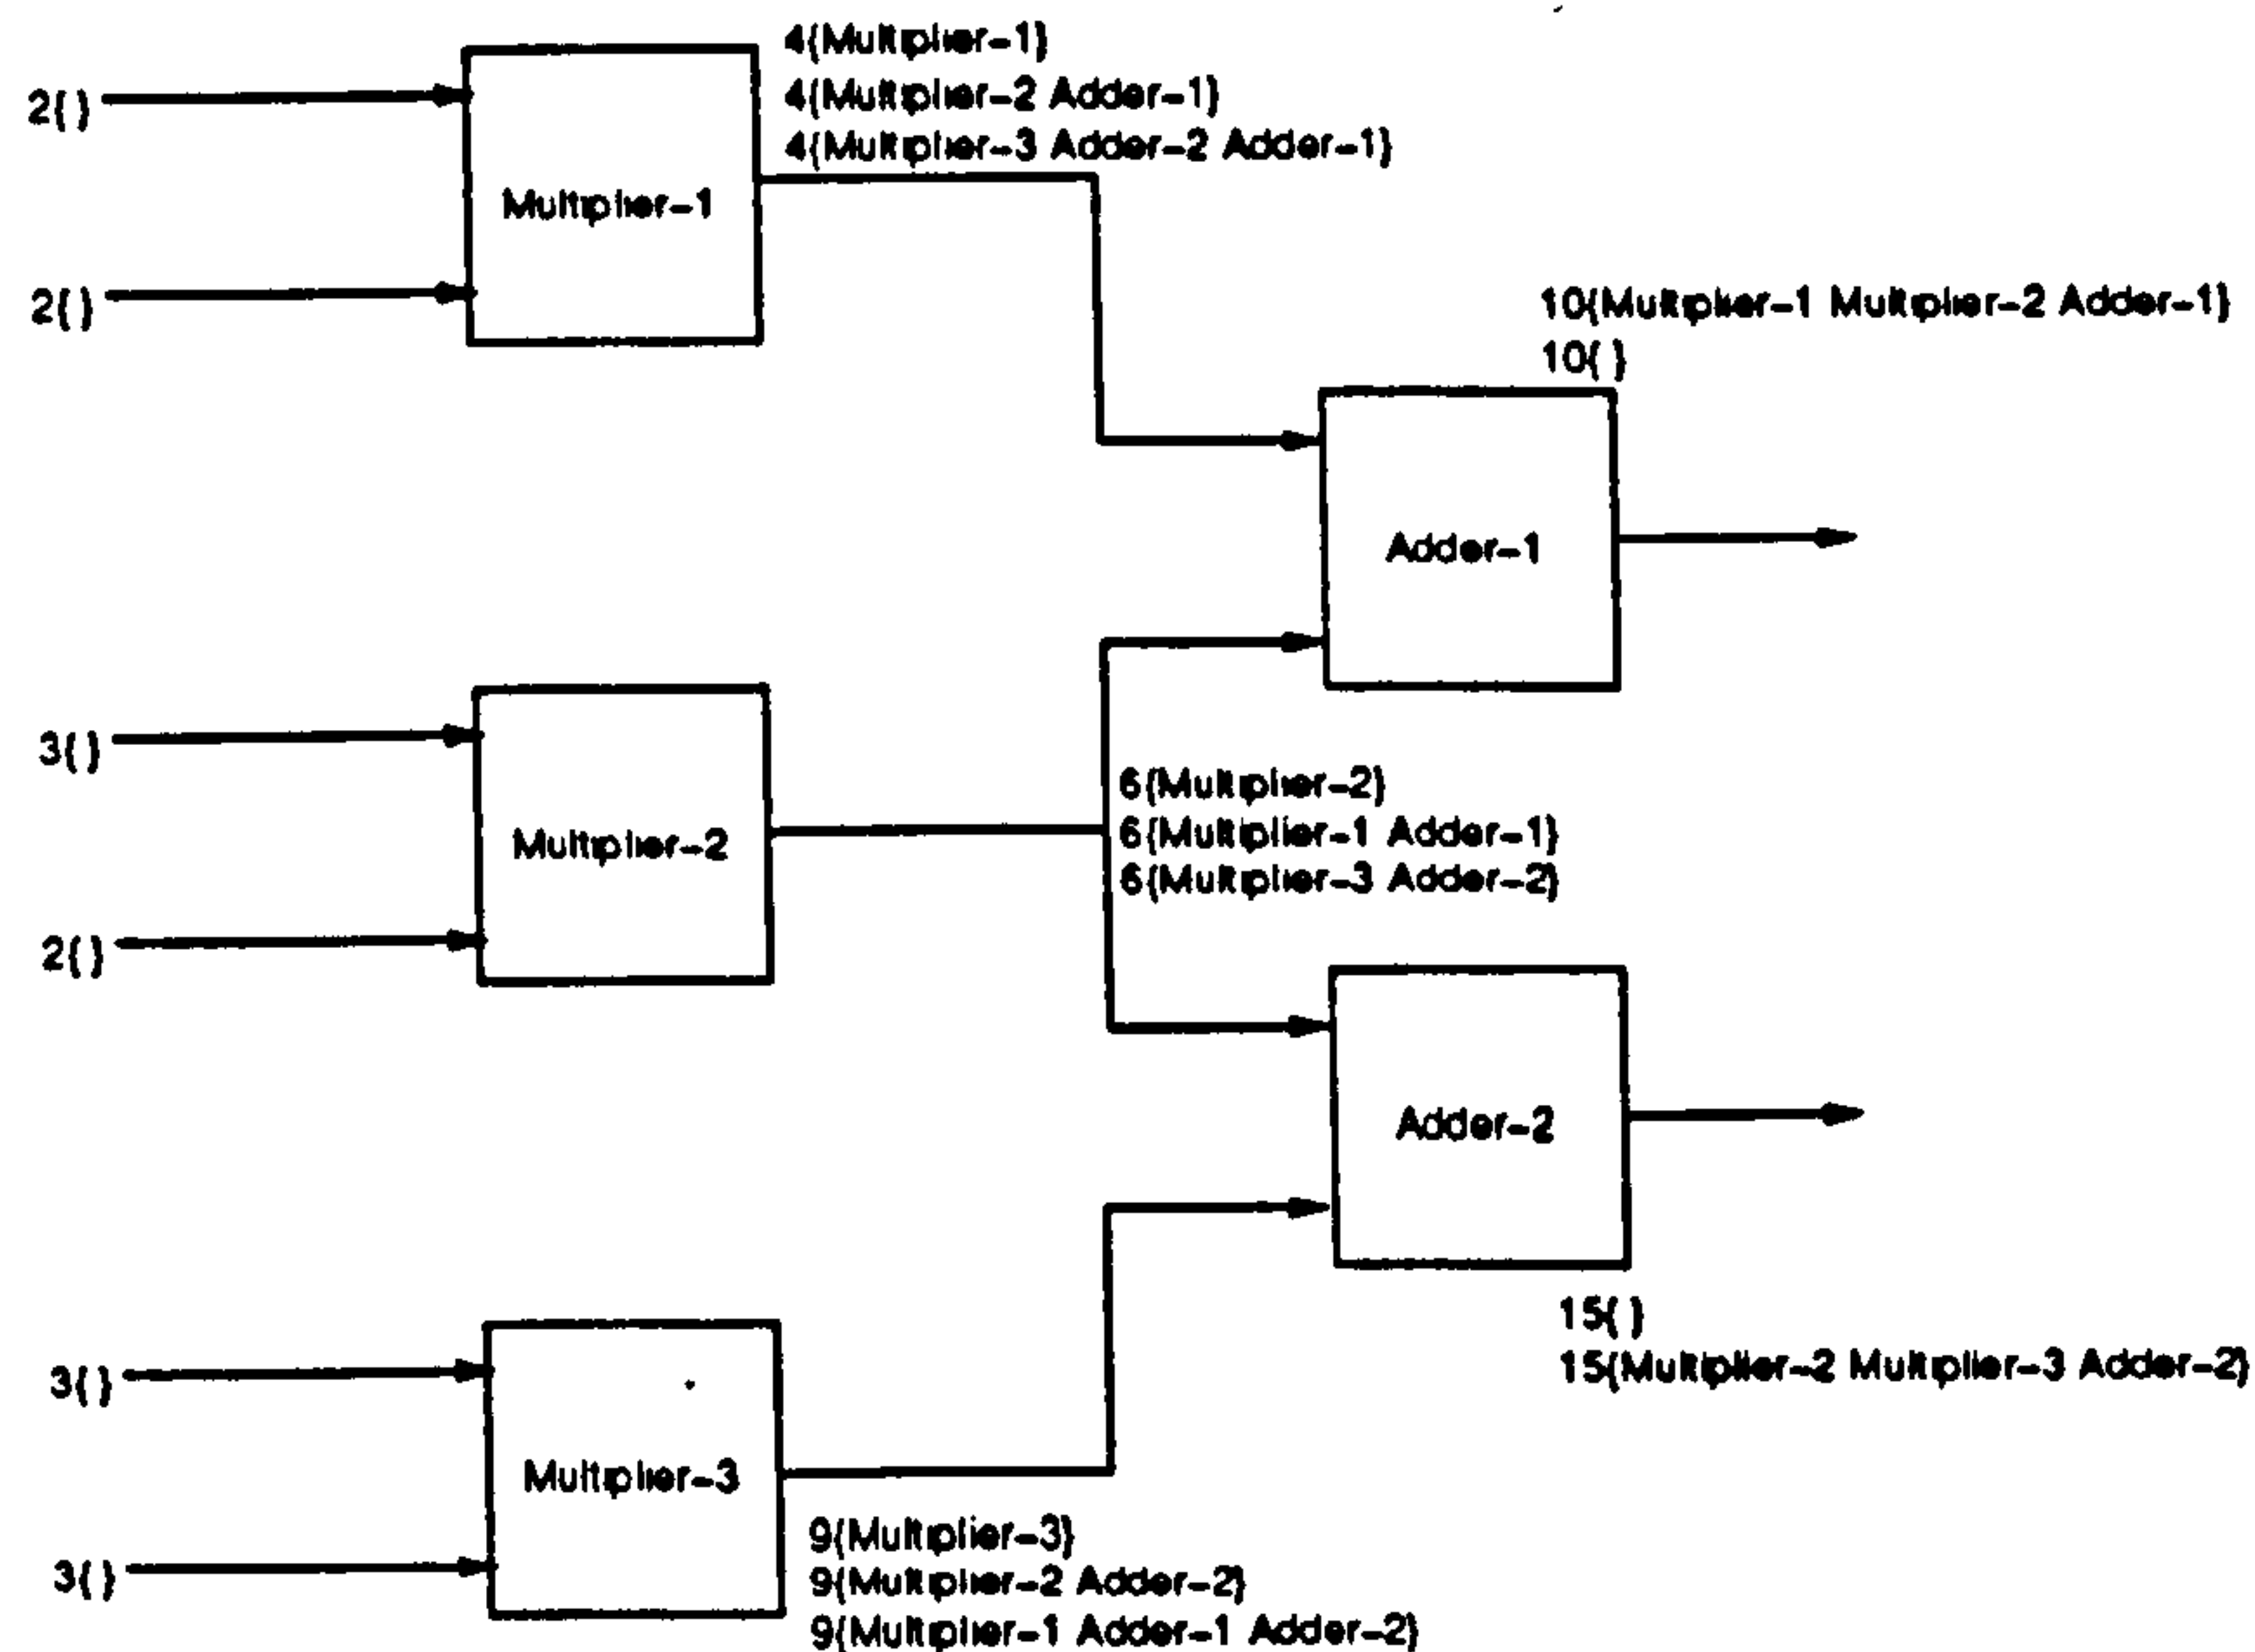 4(Multiplier-1)
4(Multiplier-2 Adder-1)
4(Multiplier-3 Adder-2 Adder-1)
2( )
Multiplier-1
2( )
10(Multiplier-1 Multiplier-2 Adder-1)
10( )
Adder-1
3( )
6(Multiplier-2)
6(Multiplier-1 Adder-1)
6(Multiplier-3 Adder-2)
Multiplier-2
2( )
Adder-2
15( )
15(Multiplier-2 Multiplier-3 Adder-2)
3( )
Multiplier-3
3( )
9(Multiplier-3)
9(Multiplier-2 Adder-2)
9(Multiplier-1 Adder-1 Adder-2)